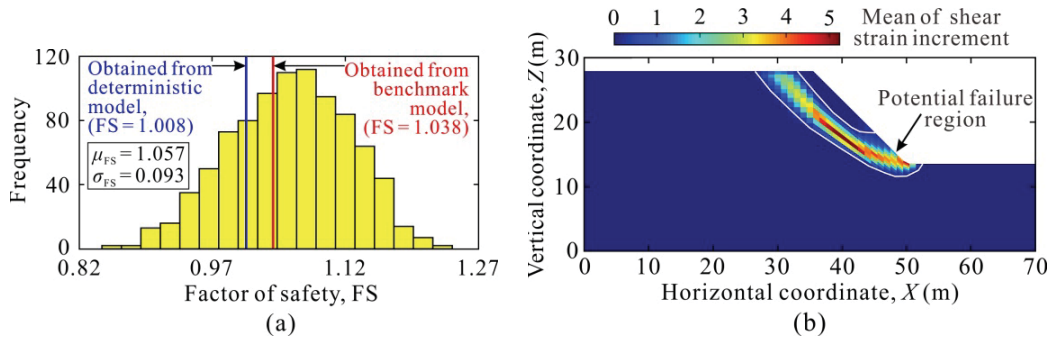 120
80
40
0
Frequency
Obtained from
deterministic
model,
(FS = 1.008)
μFS = 1.057
σFS = 0.093
Obtained from
benchmark
model,
(FS = 1.038)
0.82 0.97 1.12 1.27
Factor of safety, FS
(a)
0 1 2 3 4 5
Mean of shear
strain increment
30
20
10
0
Vertical coordinate, Z (m)
Potential failure
region
0 10 20 30 40 50 60 70
Horizontal coordinate, X (m)
(b)